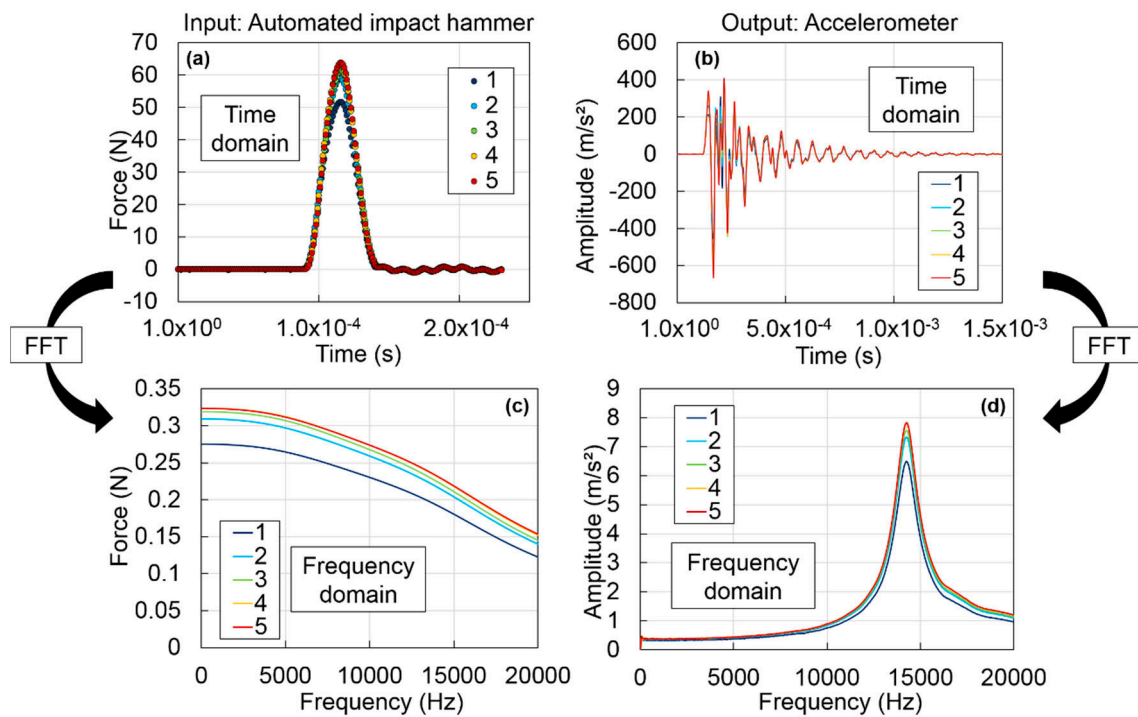 Input: Automated impact hammer
Output: Accelerometer
(a)
70
60
50
40
30
20
10
0
-10
Force (N)
Time
domain
1
2
3
4
5
1.0x10⁰
1.0x10⁻⁴
2.0x10⁻⁴
Time (s)
(b)
600
400
200
0
-200
-400
-600
-800
Amplitude (m/s²)
Time
domain
1
2
3
4
5
1.0x10⁰
5.0x10⁻⁴
1.0x10⁻³
1.5x10⁻³
Time (s)
FFT
FFT
(c)
0.35
0.3
0.25
0.2
0.15
0.1
0.05
0
Force (N)
1
2
3
4
5
Frequency
domain
0
5000
10000
15000
20000
Frequency (Hz)
(d)
9
8
7
6
5
4
3
2
1
0
Amplitude (m/s²)
1
2
3
4
5
Frequency
domain
0
5000
10000
15000
20000
Frequency (Hz)